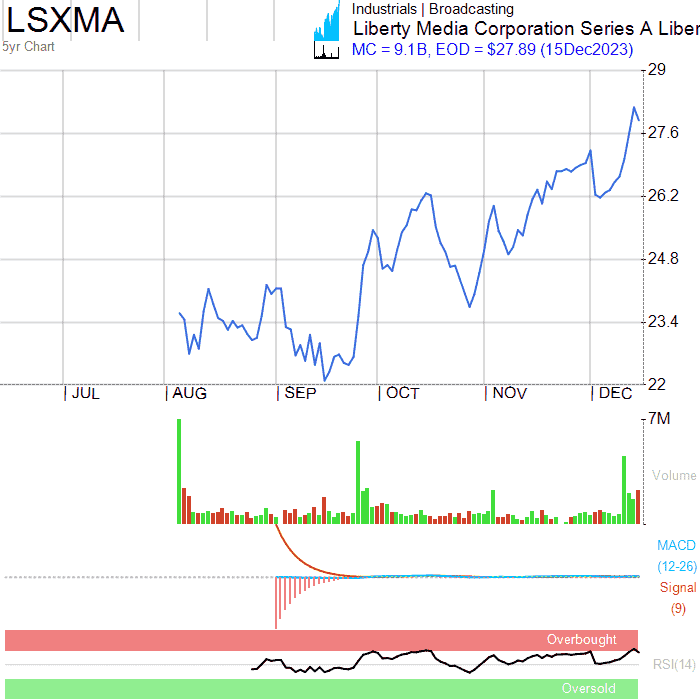 LSXMA
5yr Chart
Industrials | Broadcasting
Liberty Media Corporation Series A Liber
MC = 9.1B, EOD = $27.89 (15Dec2023)
29
27.6
26.2
24.8
23.4
22
| JUL | AUG | SEP | OCT | NOV | DEC
7M
Volume
MACD
(12-26)
Signal
(9)
Overbought
RSI(14)
Oversold